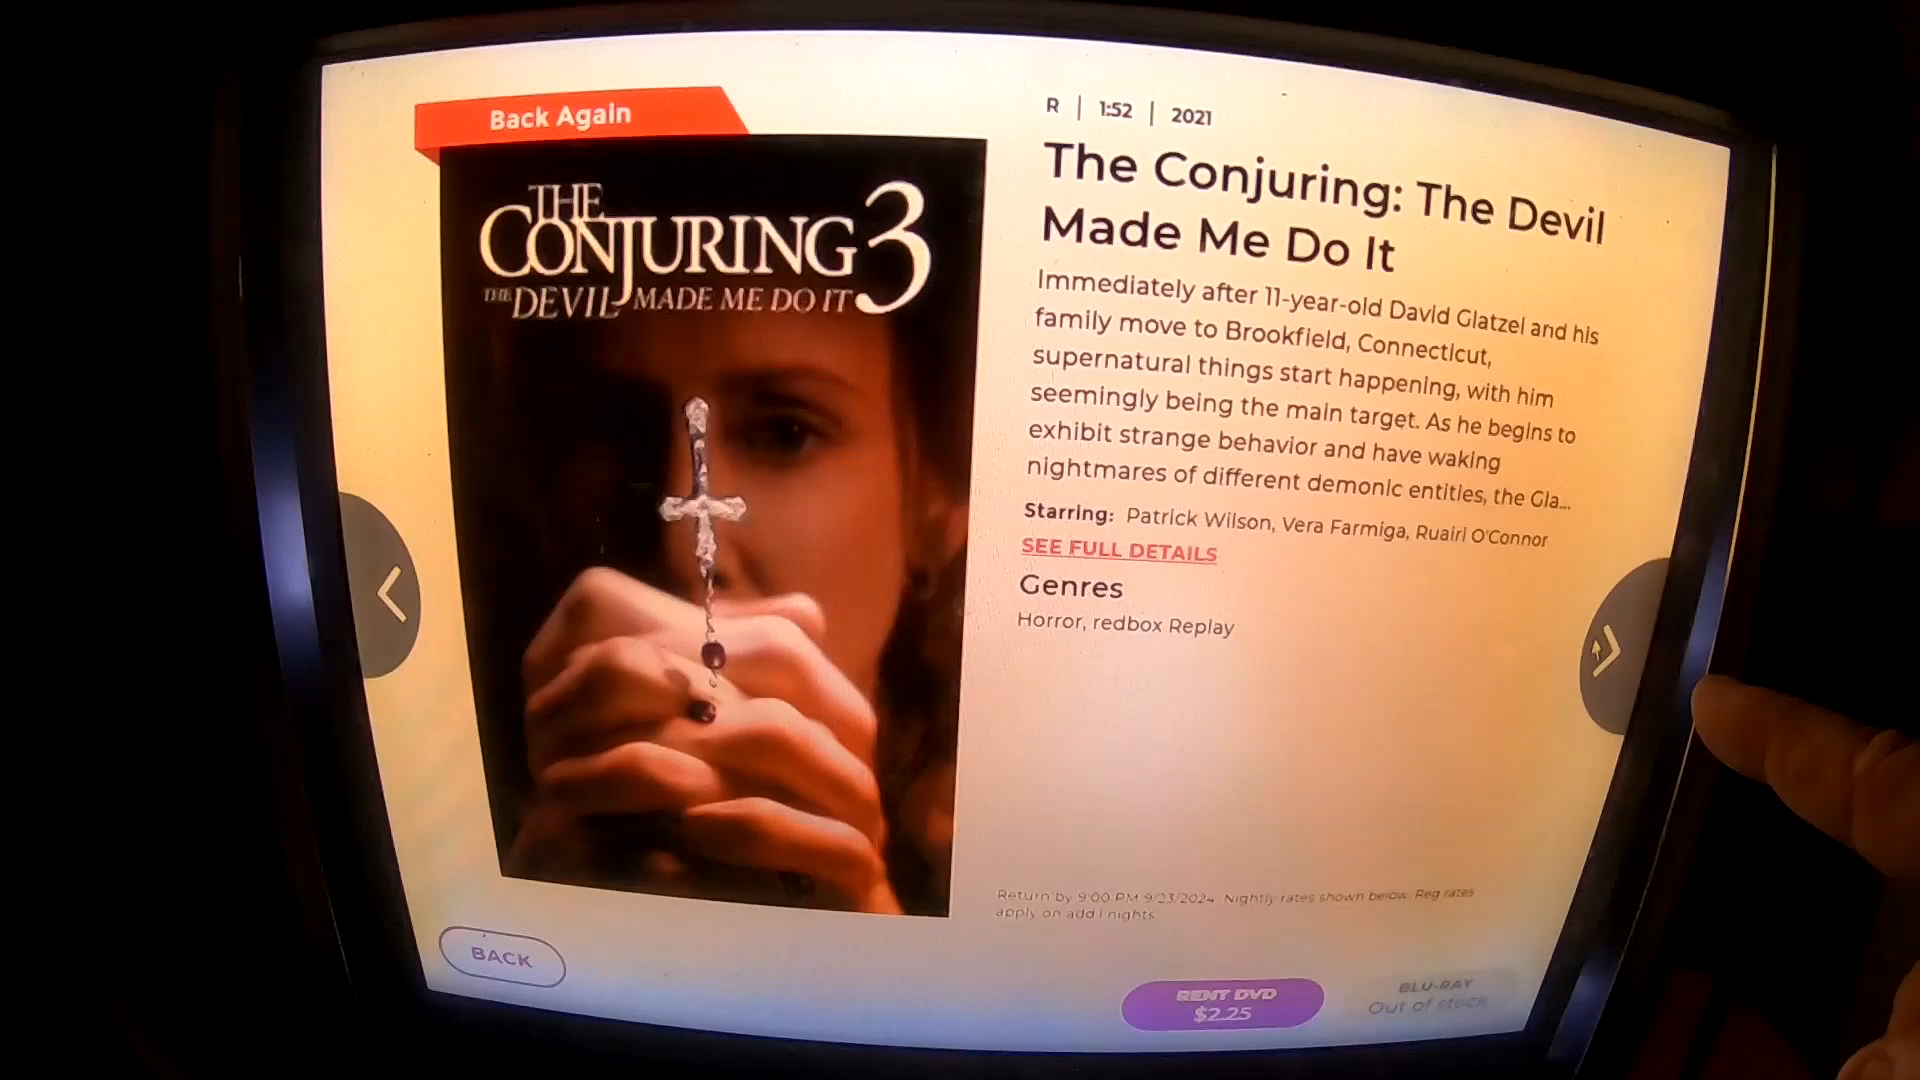 Back Again
THE
CONJURING 3
THE DEVIL MADE ME DO IT
R | 1:52 | 2021
The Conjuring: The Devil
Made Me Do It
Immediately after 11-year-old David Glatzel and his
family move to Brookfield, Connecticut,
supernatural things start happening, with him
seemingly being the main target. As he begins to
exhibit strange behavior and have waking
nightmares of different demonic entities, the Gla...
Starring: Patrick Wilson, Vera Farmiga, Ruairi O'Connor
SEE FULL DETAILS
Genres
Horror, redbox Replay
Return by 9:00 PM 9/23/2024. Nightly rates shown below. Reg rates
apply on add l nights
BACK
RENT DVD
$2.25
BLU-RAY
Out of stock